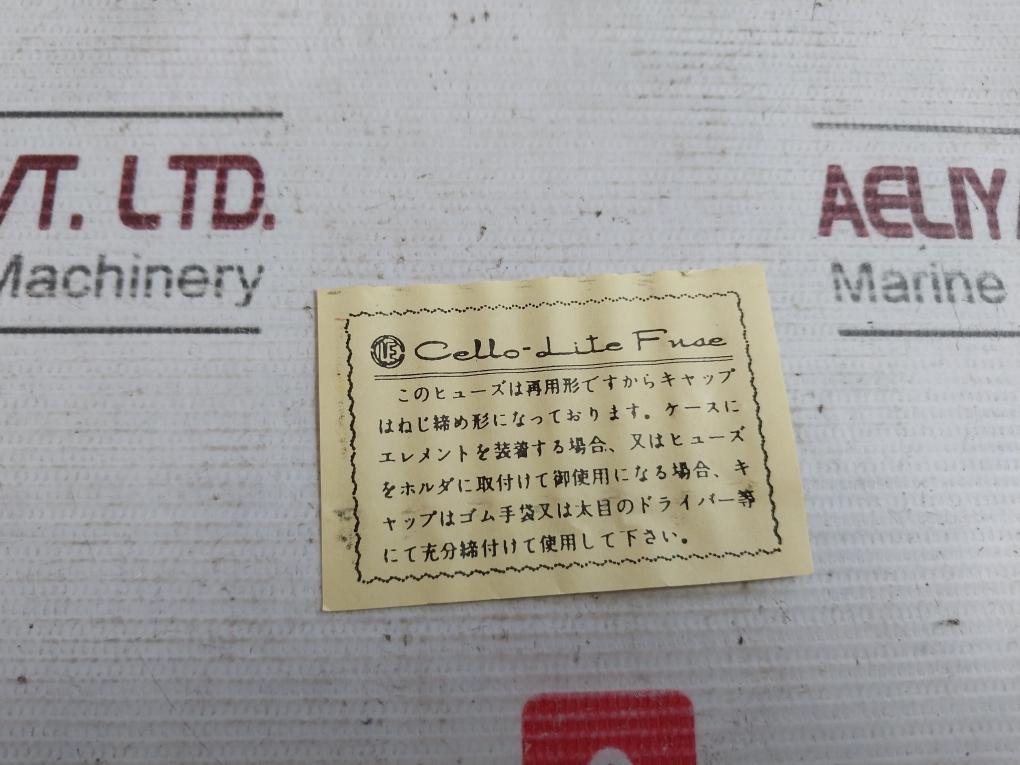 VT. LTD.
Machinery
AELIY
Marine
Cello-Lite Fuse
このヒューズは再用形ですからキャップ
はねじ締め形になっております。ケースに
エレメントを装着する場合、又はヒューズ
をホルダに取付けて御使用になる場合、キ
ャップはゴム手袋又は太目のドライバー等
にて充分締付けて使用して下さい。